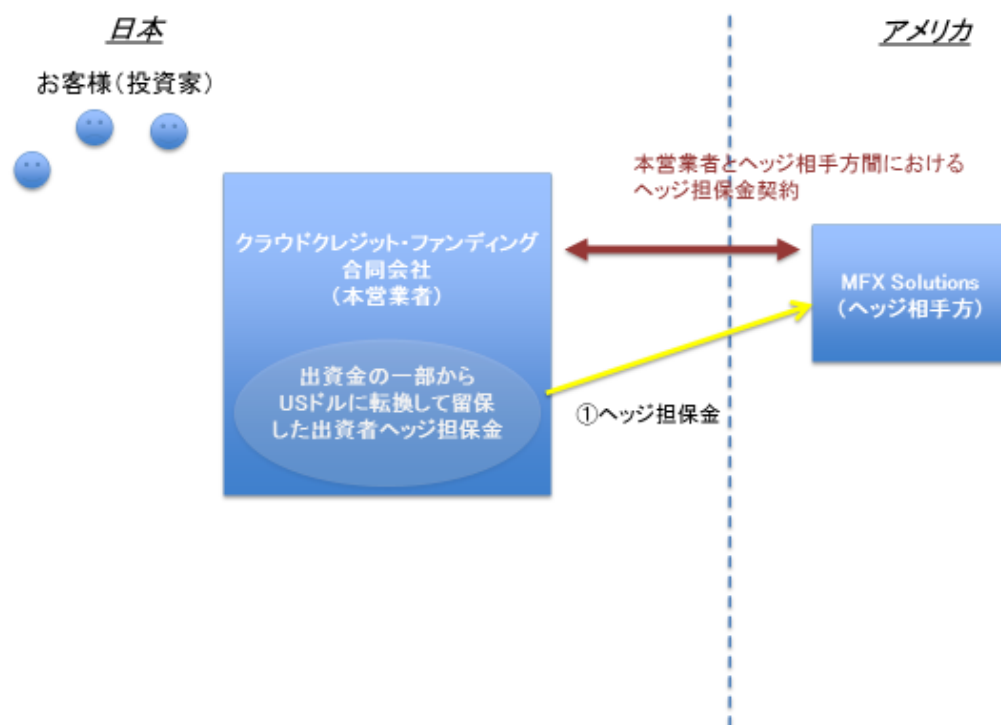 日本
アメリカ
お客様(投資家)
本営業者とヘッジ相手方間における
ヘッジ担保金契約
クラウドクレジット・ファンディング
合同会社
(本営業者)
MFX Solutions
(ヘッジ相手方)
出資金の一部から
USドルに転換して留保
した出資者ヘッジ担保金
①ヘッジ担保金